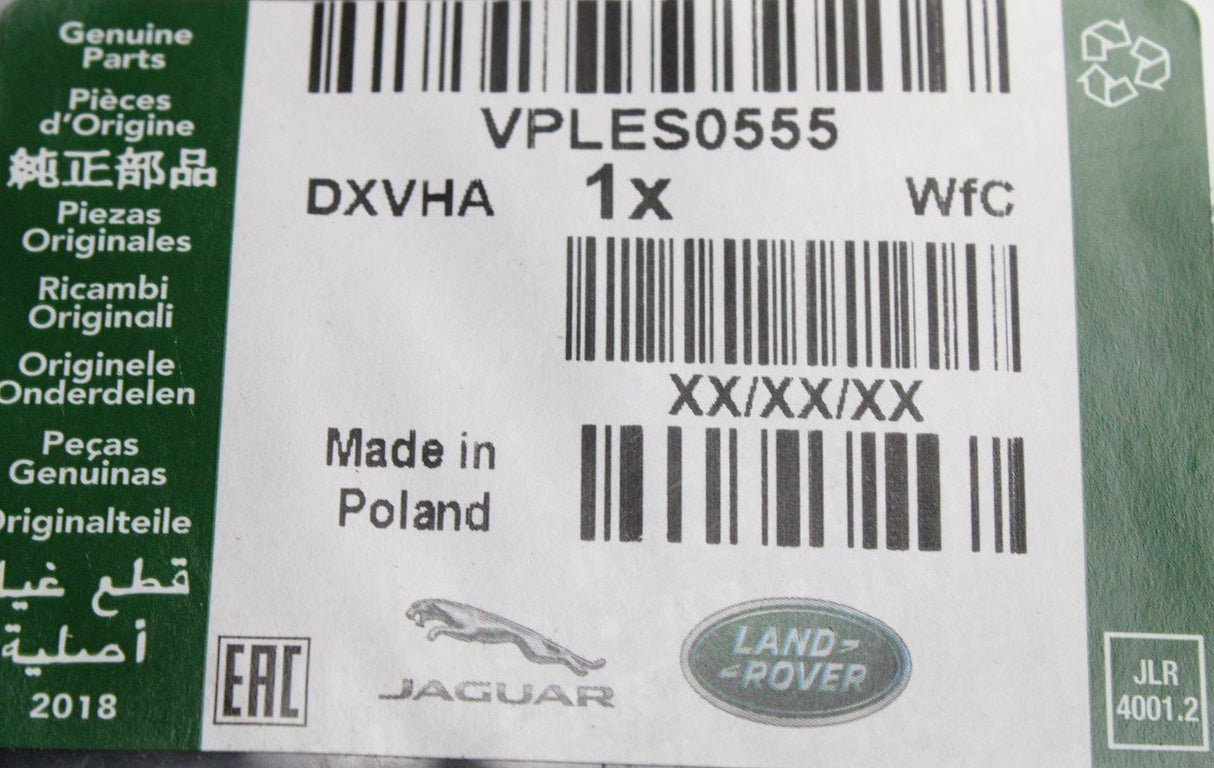 Genuine
Parts
Pièces
d'Origine
純正部品
Piezas
Originales
Ricambi
Originali
Originele
Onderdelen
Peças
Genuinas
Originalteile
قطع غيا
أصلية
2018
VPLES0555
DXVHA 1x WfC
XX/XX/XX
Made in
Poland
EAC
JAGUAR
LAND-
-ROVER
JLR
4001.2